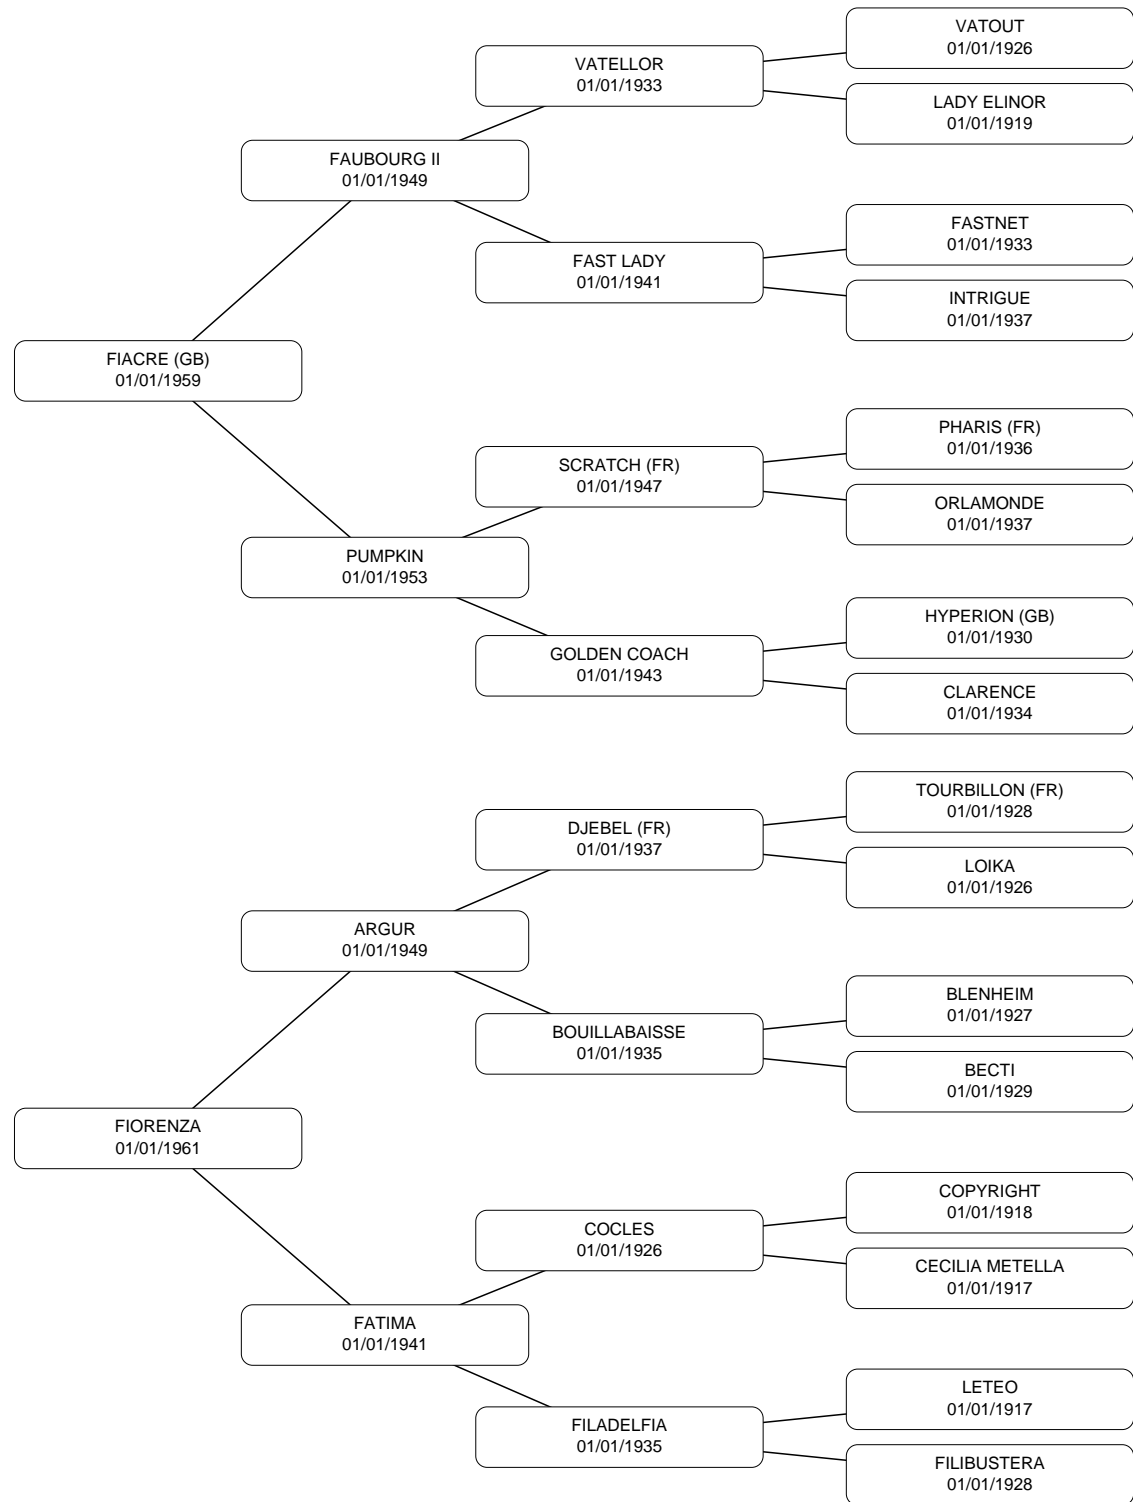 VATOUT
01/01/1926
VATELLOR
01/01/1933
LADY ELINOR
01/01/1919
FAUBOURG II
01/01/1949
FASTNET
01/01/1933
FAST LADY
01/01/1941
INTRIGUE
01/01/1937
FIACRE (GB)
01/01/1959
PHARIS (FR)
01/01/1936
SCRATCH (FR)
01/01/1947
ORLAMONDE
01/01/1937
PUMPKIN
01/01/1953
HYPERION (GB)
01/01/1930
GOLDEN COACH
01/01/1943
CLARENCE
01/01/1934
TOURBILLON (FR)
01/01/1928
DJEBEL (FR)
01/01/1937
LOIKA
01/01/1926
ARGUR
01/01/1949
BLENHEIM
01/01/1927
BOUILLABAISSE
01/01/1935
BECTI
01/01/1929
FIORENZA
01/01/1961
COPYRIGHT
01/01/1918
COCLES
01/01/1926
CECILIA METELLA
01/01/1917
FATIMA
01/01/1941
LETEO
01/01/1917
FILADELFIA
01/01/1935
FILIBUSTERA
01/01/1928